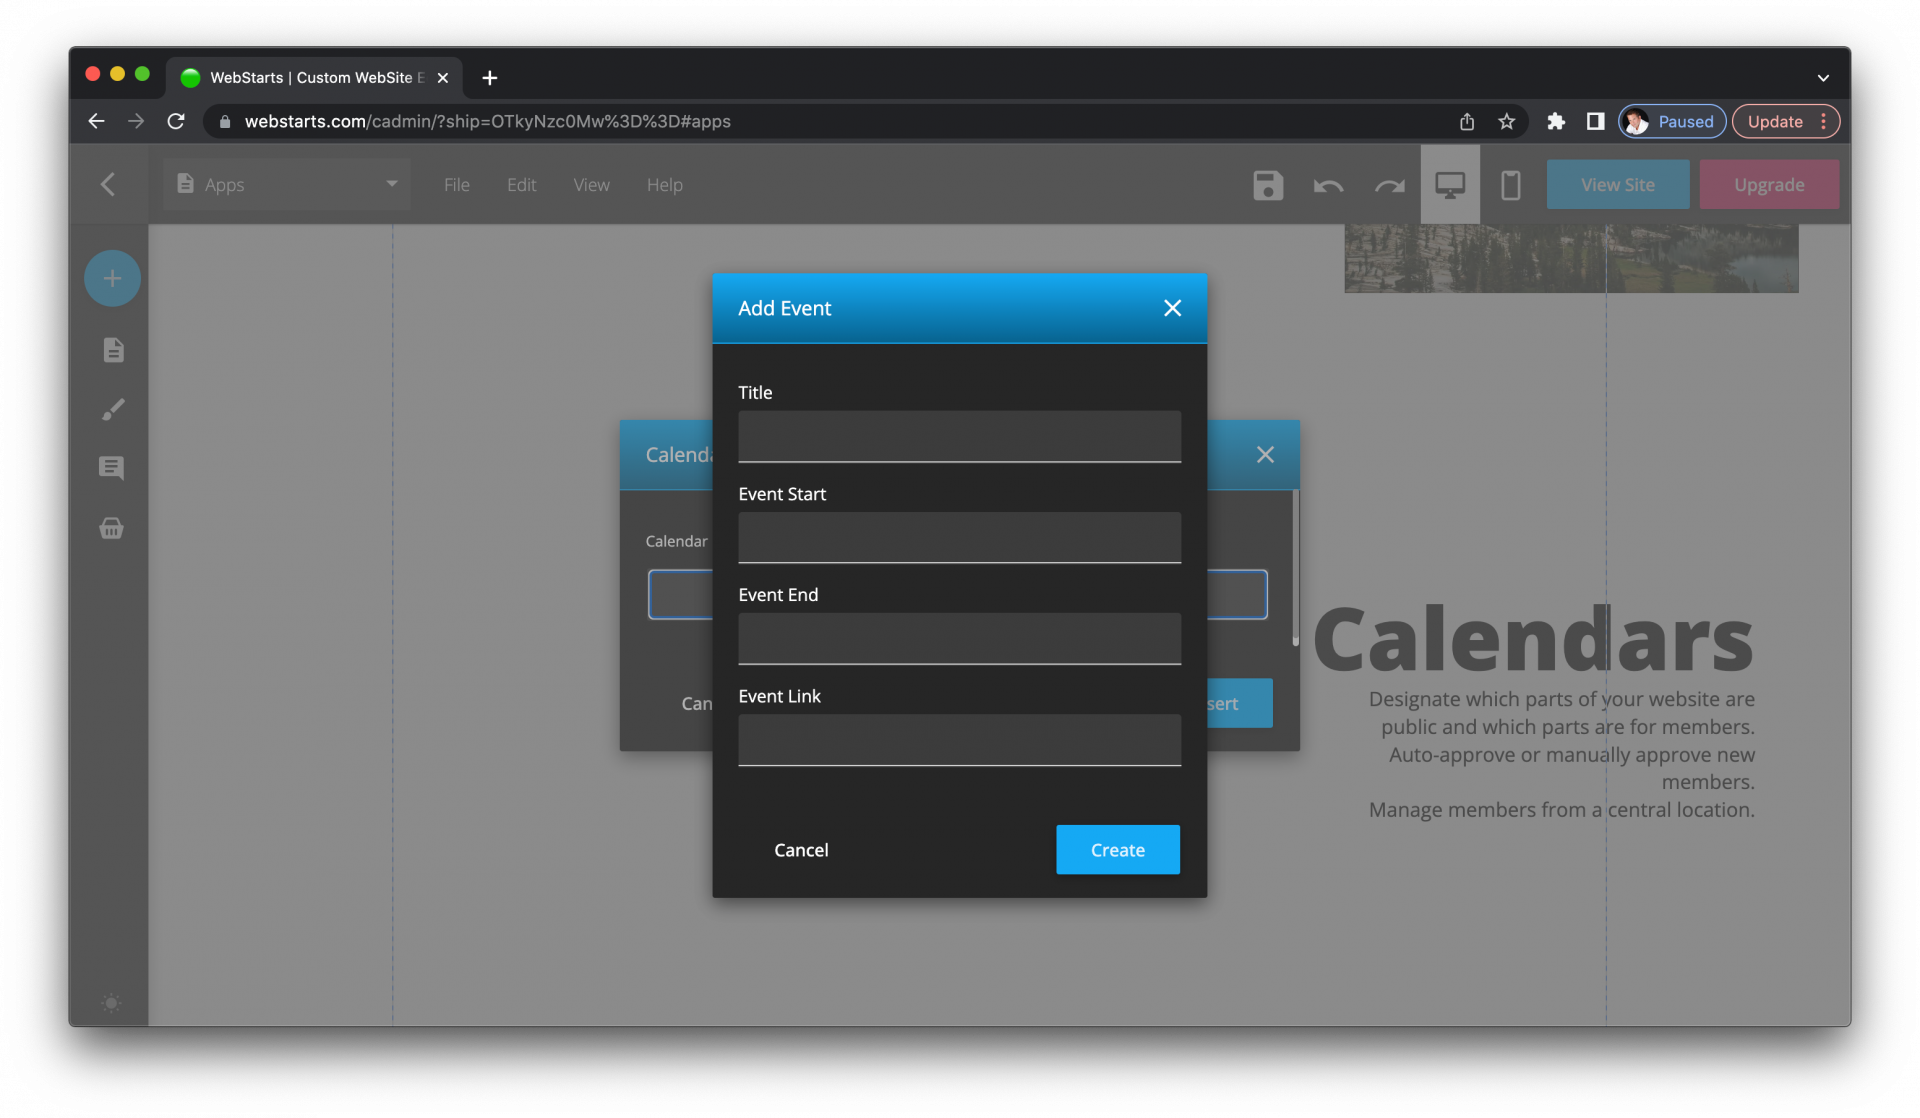 WebStarts | Custom WebSite E
webstarts.com/cadmin/?ship=OTkyNzc0Mw%3D%3D#apps
Paused
Update
Apps
File
Edit
View
Help
View Site
Upgrade
Add Event
Title
Event Start
Event End
Event Link
Cancel
Create
Calenda
Calendar
Can
sert
Calendars
Designate which parts of your website are
public and which parts are for members.
Auto-approve or manually approve new
members.
Manage members from a central location.